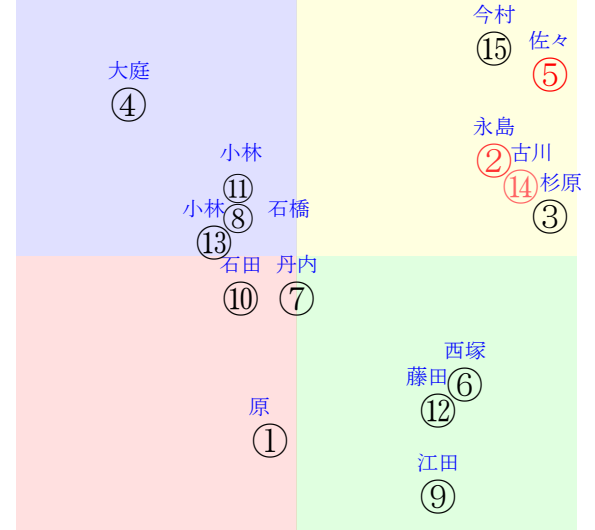 今村
⑮
佐々
⑤
大庭
④
永島
②
古川
⑭
杉原
③
小林
⑪
小林
⑧
石橋
⑬
石田
⑩
丹内
⑦
西塚
⑥
藤田
⑫
原
①
江田
⑨